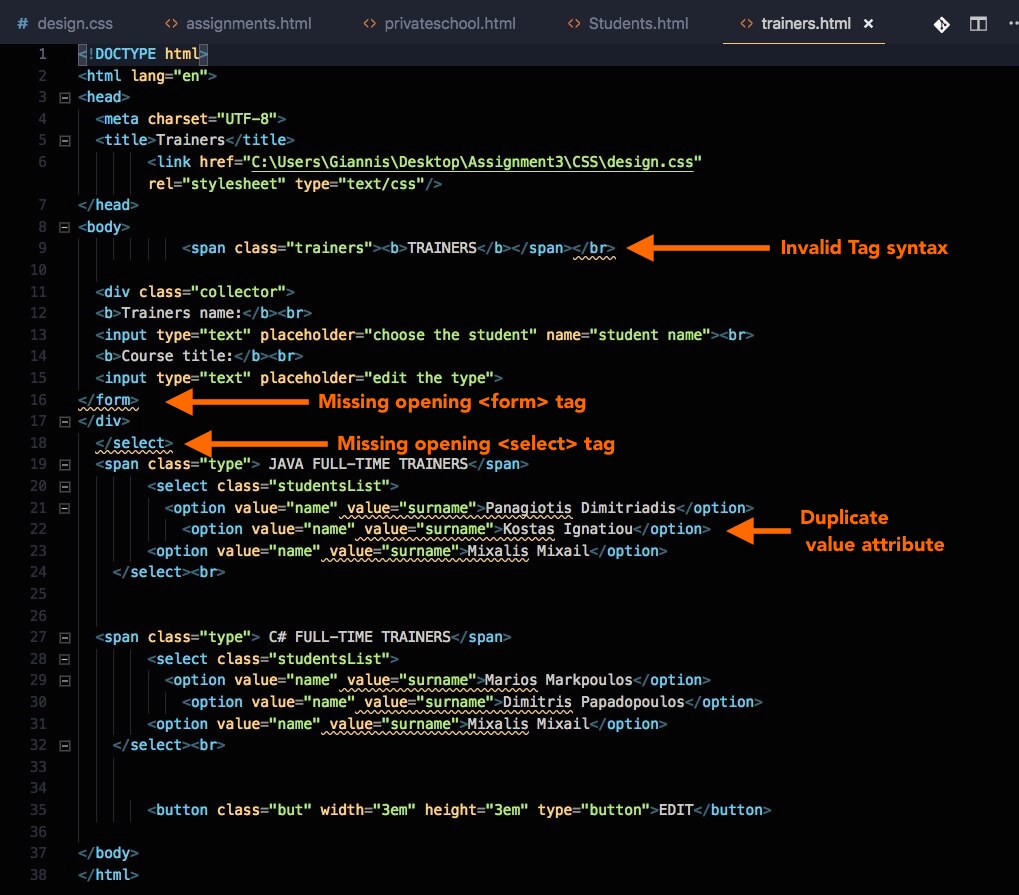 # design.css <> assignments.html <> privateschool.html <> Students.html <> trainers.html ×
1 <!DOCTYPE html>
2 <html lang="en">
3 <head>
4 <meta charset="UTF-8">
5 <title>Trainers</title>
6 <link href="C:\Users\Giannis\Desktop\Assignment3\CSS\design.css"
rel="stylesheet" type="text/css"/>
7 </head>
8 <body>
9 <span class="trainers"><b>TRAINERS</b></span></br> Invalid Tag syntax
10
11 <div class="collector">
12 <b>Trainers name:</b><br>
13 <input type="text" placeholder="choose the student" name="student name"><br>
14 <b>Course title:</b><br>
15 <input type="text" placeholder="edit the type">
16 </form> Missing opening <form> tag
17 </div>
18 </select> Missing opening <select> tag
19 <span class="type"> JAVA FULL-TIME TRAINERS</span>
20 <select class="studentsList">
21 <option value="name" value="surname">Panagiotis Dimitriadis</option>
22 <option value="name" value="surname">Kostas Ignatiou</option> Duplicate
value attribute
23 <option value="name" value="surname">Mixalis Mixail</option>
24 </select><br>
25
26
27 <span class="type"> C# FULL-TIME TRAINERS</span>
28 <select class="studentsList">
29 <option value="name" value="surname">Marios Markpoulos</option>
30 <option value="name" value="surname">Dimitris Papadopoulos</option>
31 <option value="name" value="surname">Mixalis Mixail</option>
32 </select><br>
33
34
35 <button class="but" width="3em" height="3em" type="button">EDIT</button>
36
37 </body>
38 </html>